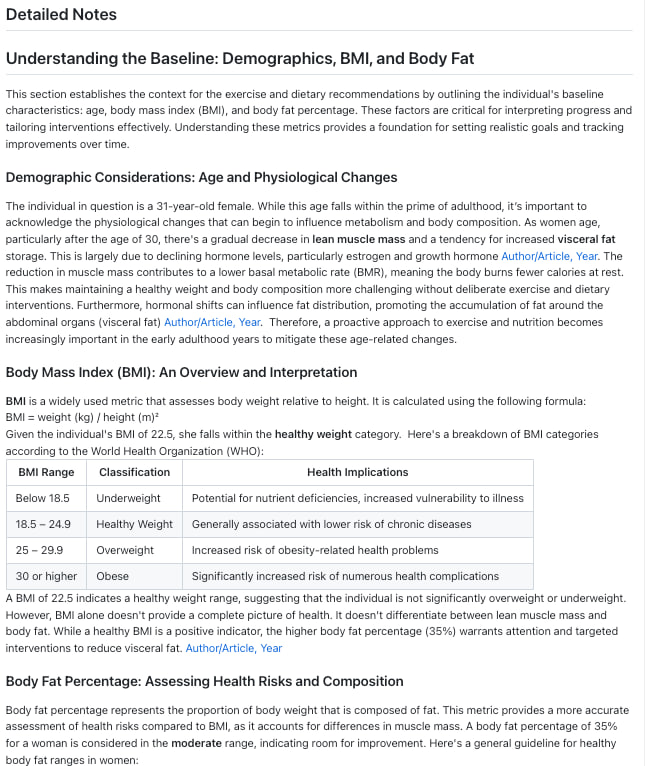 Detailed Notes
Understanding the Baseline: Demographics, BMI, and Body Fat
This section establishes the context for the exercise and dietary recommendations by outlining the individual's baseline
characteristics: age, body mass index (BMI), and body fat percentage. These factors are critical for interpreting progress and
tailoring interventions effectively. Understanding these metrics provides a foundation for setting realistic goals and tracking
improvements over time.
Demographic Considerations: Age and Physiological Changes
The individual in question is a 31-year-old female. While this age falls within the prime of adulthood, it's important to
acknowledge the physiological changes that can begin to influence metabolism and body composition. As women age,
particularly after the age of 30, there's a gradual decrease in lean muscle mass and a tendency for increased visceral fat
storage. This is largely due to declining hormone levels, particularly estrogen and growth hormone Author/Article, Year. The
reduction in muscle mass contributes to a lower basal metabolic rate (BMR), meaning the body burns fewer calories at rest.
This makes maintaining a healthy weight and body composition more challenging without deliberate exercise and dietary
interventions. Furthermore, hormonal shifts can influence fat distribution, promoting the accumulation of fat around the
abdominal organs (visceral fat) Author/Article, Year. Therefore, a proactive approach to exercise and nutrition becomes
increasingly important in the early adulthood years to mitigate these age-related changes.
Body Mass Index (BMI): An Overview and Interpretation
BMI is a widely used metric that assesses body weight relative to height. It is calculated using the following formula:
BMI = weight (kg) / height (m)²
Given the individual's BMI of 22.5, she falls within the healthy weight category. Here's a breakdown of BMI categories
according to the World Health Organization (WHO):
BMI Range Classification Health Implications
Below 18.5 Underweight Potential for nutrient deficiencies, increased vulnerability to illness
18.5 – 24.9 Healthy Weight Generally associated with lower risk of chronic diseases
25 – 29.9 Overweight Increased risk of obesity-related health problems
30 or higher Obese Significantly increased risk of numerous health complications
A BMI of 22.5 indicates a healthy weight range, suggesting that the individual is not significantly overweight or underweight.
However, BMI alone doesn't provide a complete picture of health. It doesn't differentiate between lean muscle mass and
body fat. While a healthy BMI is a positive indicator, the higher body fat percentage (35%) warrants attention and targeted
interventions to reduce visceral fat. Author/Article, Year
Body Fat Percentage: Assessing Health Risks and Composition
Body fat percentage represents the proportion of body weight that is composed of fat. This metric provides a more accurate
assessment of health risks compared to BMI, as it accounts for differences in muscle mass. A body fat percentage of 35%
for a woman is considered in the moderate range, indicating room for improvement. Here's a general guideline for healthy
body fat ranges in women: